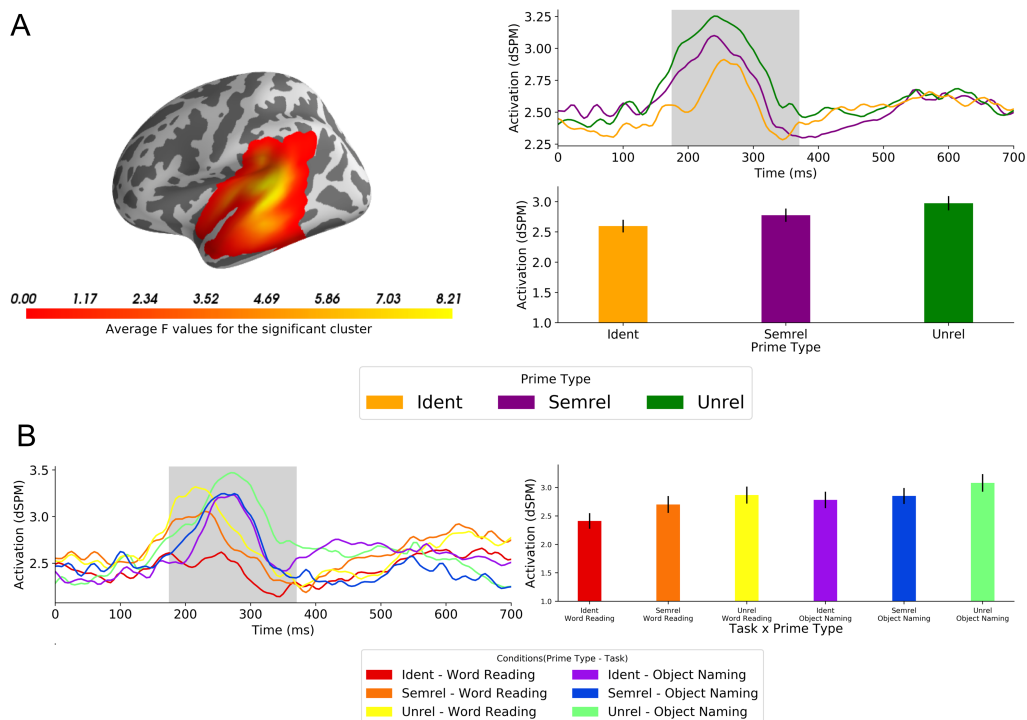 A
Activation (dSPM)
3.25
3.00
2.75
2.50
2.25
0 100 200 300 400 500 600 700
Time (ms)
Activation (dSPM)
3.0
2.5
2.0
1.5
1.0
Ident Semrel Unrel
Prime Type
0.00 1.17 2.34 3.52 4.69 5.86 7.03 8.21
Average F values for the significant cluster
Prime Type
Ident Semrel Unrel
B
Activation (dSPM)
3.5
3.0
2.5
0 100 200 300 400 500 600 700
Time (ms)
Activation (dSPM)
3.0
2.5
2.0
1.5
1.0
Ident Semrel Unrel Ident Semrel Unrel
Word Reading Word Reading Word Reading Object Naming Object Naming Object Naming
Task x Prime Type
Conditions(Prime Type - Task)
Ident - Word Reading Ident - Object Naming
Semrel - Word Reading Semrel - Object Naming
Unrel - Word Reading Unrel - Object Naming